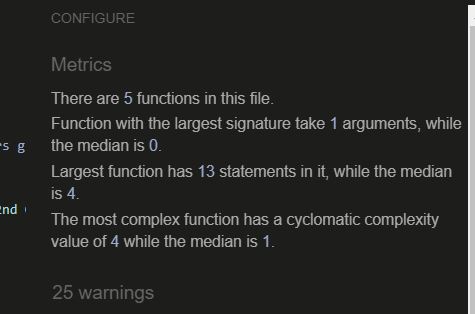 CONFIGURE
Metrics
There are 5 functions in this file.
Function with the largest signature take 1 arguments, while
the median is 0.
rs g
Largest function has 13 statements in it, while the median
is 4.
2nd
The most complex function has a cyclomatic complexity
value of 4 while the median is 1.
25 warnings